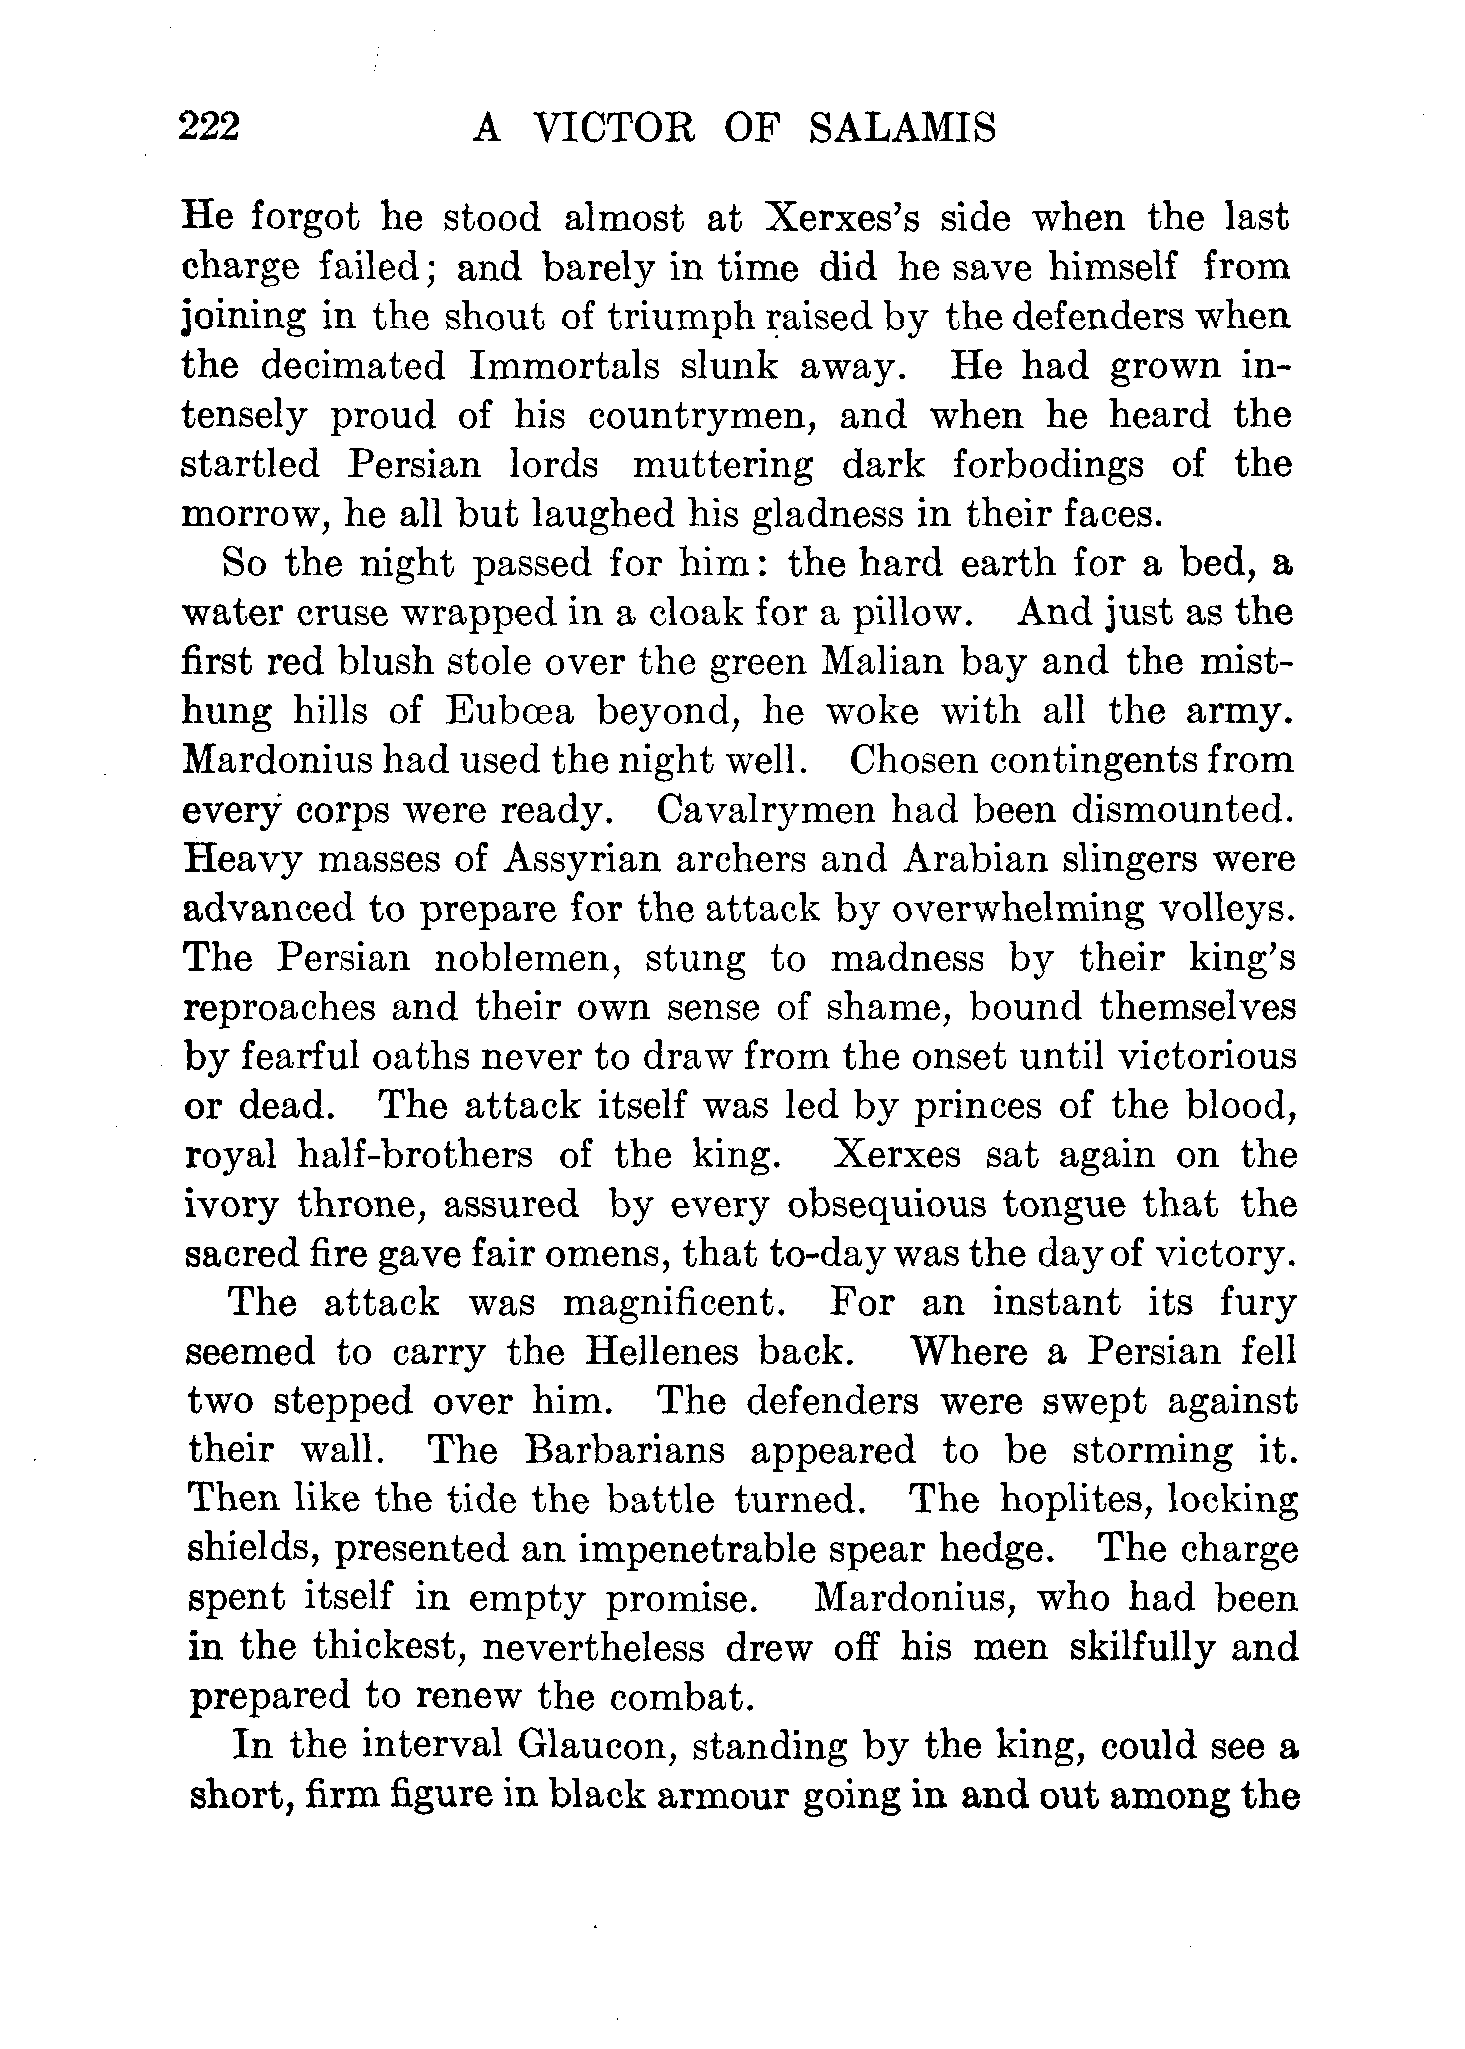 222 A VICTOR OF SALAMIS
He forgot he stood almost at Xerxes's side when the last
charge failed; and barely in time did he save himself from
joining in the shout of triumph raised by the defenders when
the decimated Immortals slunk away. He had grown in-
tensely proud of his countrymen, and when he heard the
startled Persian lords muttering dark forbodings of the
morrow, he all but laughed his gladness in their faces.
So the night passed for him: the hard earth for a bed, a
water cruse wrapped in a cloak for a pillow. And just as the
first red blush stole over the green Malian bay and the mist-
hung hills of Eubœa beyond, he woke with all the army.
Mardonius had used the night well. Chosen contingents from
every corps were ready. Cavalrymen had been dismounted.
Heavy masses of Assyrian archers and Arabian slingers were
advanced to prepare for the attack by overwhelming volleys.
The Persian noblemen, stung to madness by their king's
reproaches and their own sense of shame, bound themselves
by fearful oaths never to draw from the onset until victorious
or dead. The attack itself was led by princes of the blood,
royal half-brothers of the king. Xerxes sat again on the
ivory throne, assured by every obsequious tongue that the
sacred fire gave fair omens, that to-day was the day of victory.
The attack was magnificent. For an instant its fury
seemed to carry the Hellenes back. Where a Persian fell
two stepped over him. The defenders were swept against
their wall. The Barbarians appeared to be storming it.
Then like the tide the battle turned. The hoplites, locking
shields, presented an impenetrable spear hedge. The charge
spent itself in empty promise. Mardonius, who had been
in the thickest, nevertheless drew off his men skilfully and
prepared to renew the combat.
In the interval Glaucon, standing by the king, could see a
short, firm figure in black armour going in and out among the